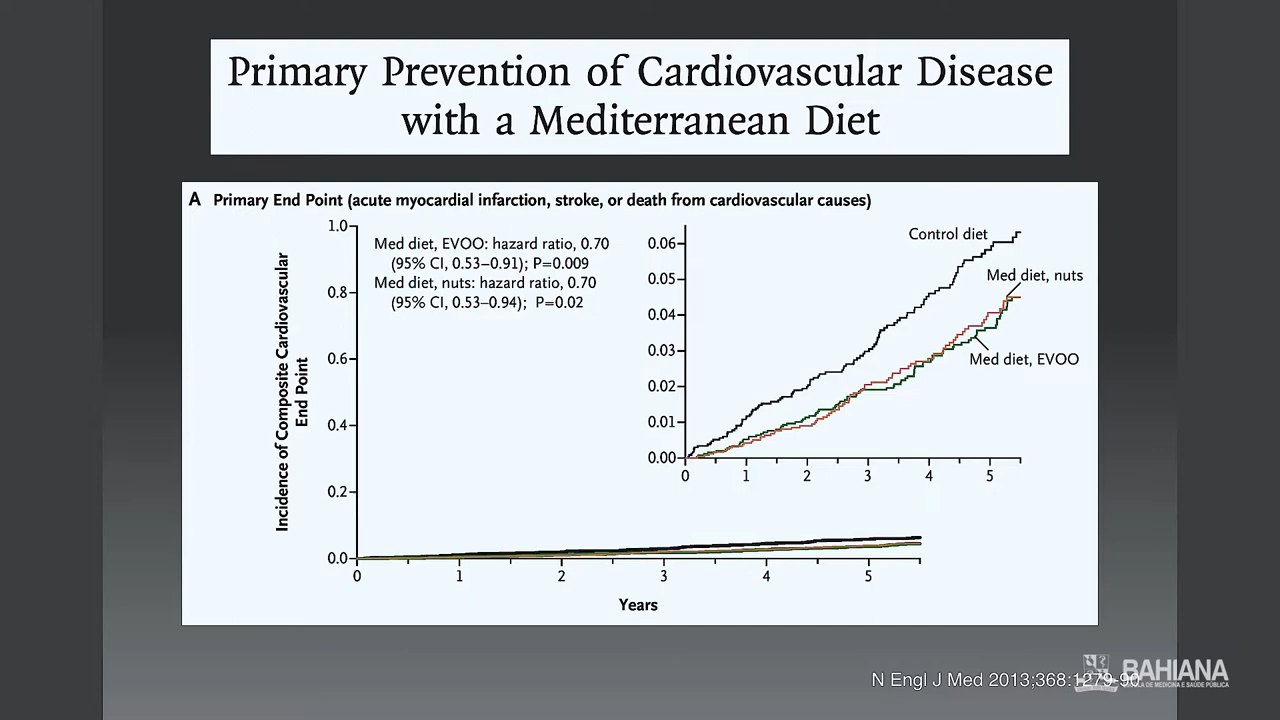 Primary Prevention of Cardiovascular Disease
with a Mediterranean Diet
A Primary End Point (acute myocardial infarction, stroke, or death from cardiovascular causes)
Incidence of Composite Cardiovascular
End Point
1.0
0.8
0.6
0.4
0.2
0.0
Med diet, EVOO: hazard ratio, 0.70
(95% CI, 0.53–0.91); P=0.009
Med diet, nuts: hazard ratio, 0.70
(95% CI, 0.53–0.94); P=0.02
0.06
0.05
0.04
0.03
0.02
0.01
0.00
Control diet
Med diet, nuts
Med diet, EVOO
0 1 2 3 4 5
0 1 2 3 4 5
Years
N Engl J Med 2013;368:1279-90
BAHIANA
ESCOLA DE MEDICINA E SAÚDE PÚBLICA